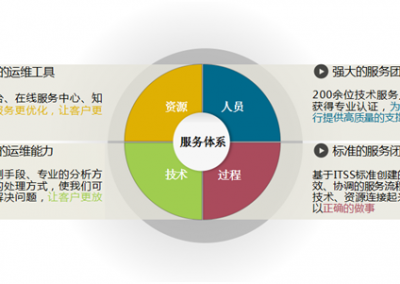 的运维工具
台、在线服务中心、知
服务更优化，让客户更
的运维能力
测手段、专业的分析方
的处理方式，使我们可
解决问题，让客户更放
资源
人员
服务体系
技术
过程
强大的服务团
200余位技术服务
获得专业认证，为
行提供高质量的支
标准的服务团
基于ITSS标准创建的
效、协调的服务流程
技术、资源连接起来
以正确的做事